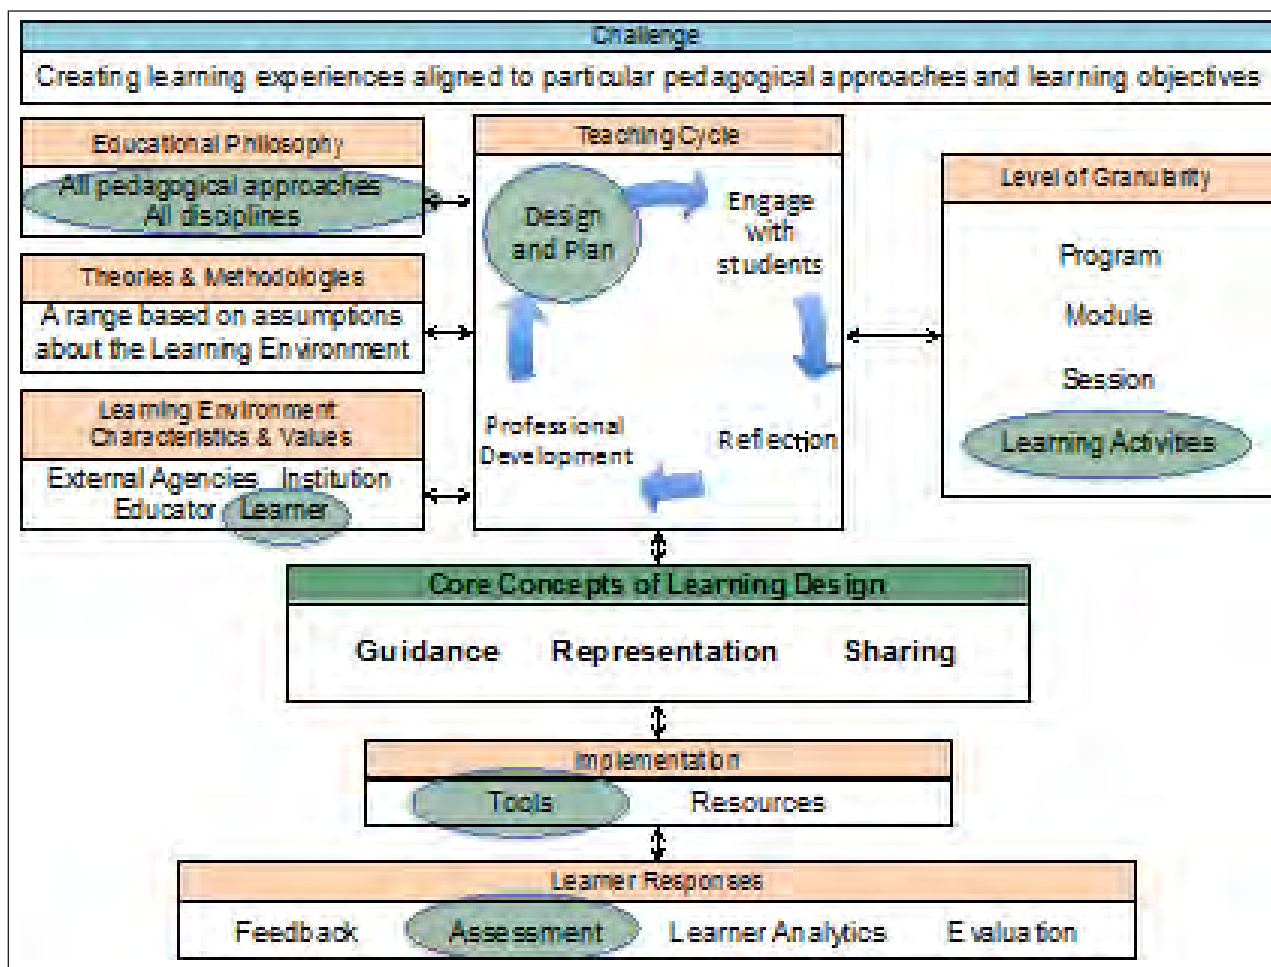 Challenge
Creating learning experiences aligned to particular pedagogical approaches and learning objectives
Educational Philosophy
All pedagogical approaches
All disciplines
Theories & Methodologies
A range based on assumptions
about the Learning Environment
Learning Environment
Characteristics & Values
External Agencies Institution
Educator Learner
Teaching Cycle
Design
and Plan
Engage
with
students
Reflection
Professional
Development
Level of Granularity
Program
Module
Session
Learning Activities
Core Concepts of Learning Design
Guidance Representation Sharing
Implementation
Tools Resources
Learner Responses
Feedback Assessment Learner Analytics Evaluation